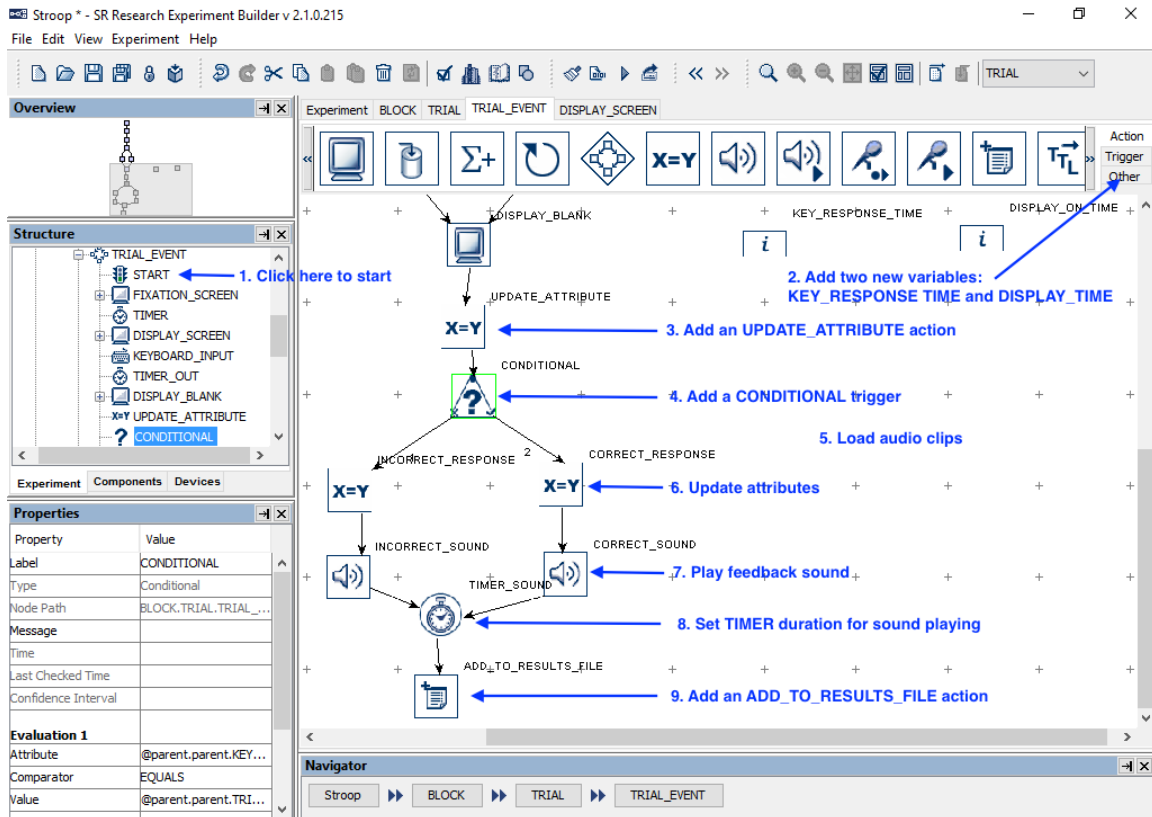 Stroop * - SR Research Experiment Builder v 2.1.0.215
File Edit View Experiment Help
TRIAL
Overview
Experiment BLOCK TRIAL TRIAL_EVENT DISPLAY_SCREEN
Σ+
X=Y
TTL
Action
Trigger
Other
Structure
TRIAL_EVENT
START
FIXATION_SCREEN
TIMER
DISPLAY_SCREEN
KEYBOARD_INPUT
TIMER_OUT
DISPLAY_BLANK
X=Y UPDATE_ATTRIBUTE
? CONDITIONAL
Experiment Components Devices
1. Click here to start
DISPLAY_BLANK
KEY_RESPONSE_TIME
DISPLAY_ON_TIME
i
i
2. Add two new variables:
KEY_RESPONSE TIME and DISPLAY_TIME
UPDATE_ATTRIBUTE
X=Y
3. Add an UPDATE_ATTRIBUTE action
CONDITIONAL
?
4. Add a CONDITIONAL trigger
5. Load audio clips
INCORRECT_RESPONSE
2
CORRECT_RESPONSE
X=Y
X=Y
6. Update attributes
INCORRECT_SOUND
CORRECT_SOUND
7. Play feedback sound
TIMER_SOUND
8. Set TIMER duration for sound playing
ADD_TO_RESULTS_FILE
9. Add an ADD_TO_RESULTS_FILE action
Properties
Property Value
Label CONDITIONAL
Type Conditional
Node Path BLOCK.TRIAL.TRIAL_...
Message
Time
Last Checked Time
Confidence Interval
Evaluation 1
Attribute @parent.parent.KEY...
Comparator EQUALS
Value @parent.parent.TRI...
Navigator
Stroop BLOCK TRIAL TRIAL_EVENT